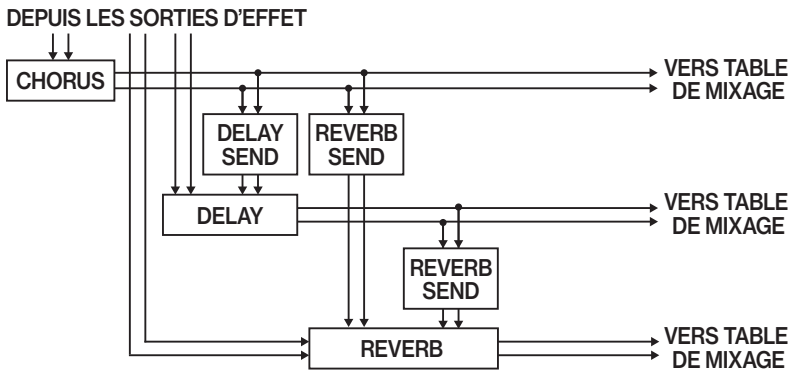 DEPUIS LES SORTIES D'EFFET
CHORUS
VERS TABLE
DE MIXAGE
DELAY
SEND
REVERB
SEND
DELAY
VERS TABLE
DE MIXAGE
REVERB
SEND
REVERB
VERS TABLE
DE MIXAGE